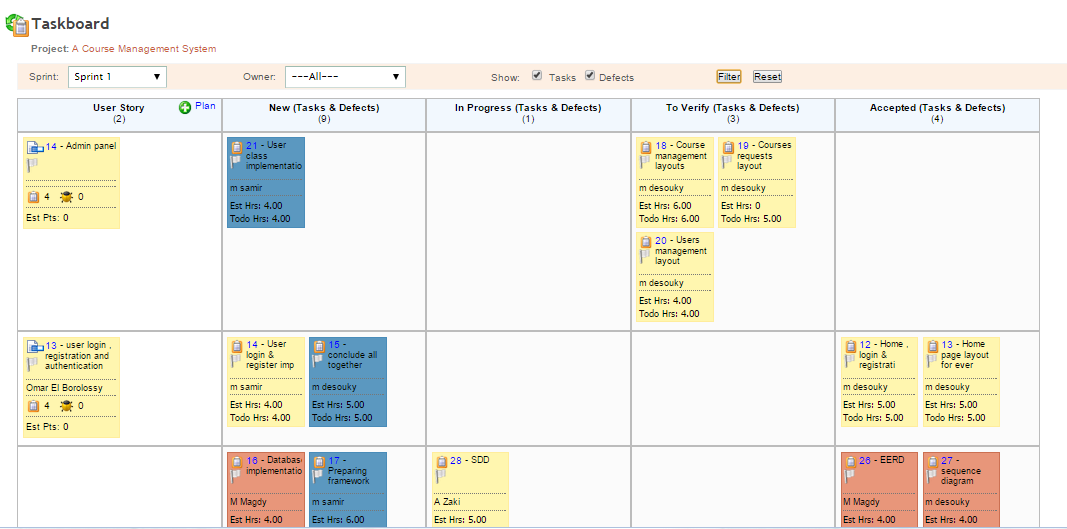 Taskboard
Project: A Course Management System
Sprint: Sprint 1 Owner: ---All--- Show: Tasks Defects Filter Reset
User Story
(2)
Plan
New (Tasks & Defects)
(9)
In Progress (Tasks & Defects)
(1)
To Verify (Tasks & Defects)
(3)
Accepted (Tasks & Defects)
(4)
14 - Admin panel
4 0
Est Pts: 0
21 - User
class
implementatio
m samir
Est Hrs: 4.00
Todo Hrs: 4.00
18 - Course
management
layouts
m desouky
Est Hrs: 6.00
Todo Hrs: 6.00
19 - Courses
requests
layout
m desouky
Est Hrs: 0
Todo Hrs: 5.00
20 - Users
management
layout
m desouky
Est Hrs: 4.00
Todo Hrs: 4.00
13 - user login ,
registration and
authentication
Omar El Borolossy
4 0
Est Pts: 0
14 - User
login &
register imp
m samir
Est Hrs: 4.00
Todo Hrs: 4.00
15 -
conclude all
together
m desouky
Est Hrs: 5.00
Todo Hrs: 5.00
12 - Home ,
login &
registrati
m desouky
Est Hrs: 5.00
Todo Hrs: 5.00
13 - Home
page layout
for ever
m desouky
Est Hrs: 5.00
Todo Hrs: 5.00
16 - Databas
implementatio
M Magdy
Est Hrs: 4.00
17 -
Preparing
framework
m samir
Est Hrs: 6.00
28 - SDD
A Zaki
Est Hrs: 5.00
26 - EERD
M Magdy
Est Hrs: 4.00
27 -
sequence
diagram
m desouky
Est Hrs: 4.00